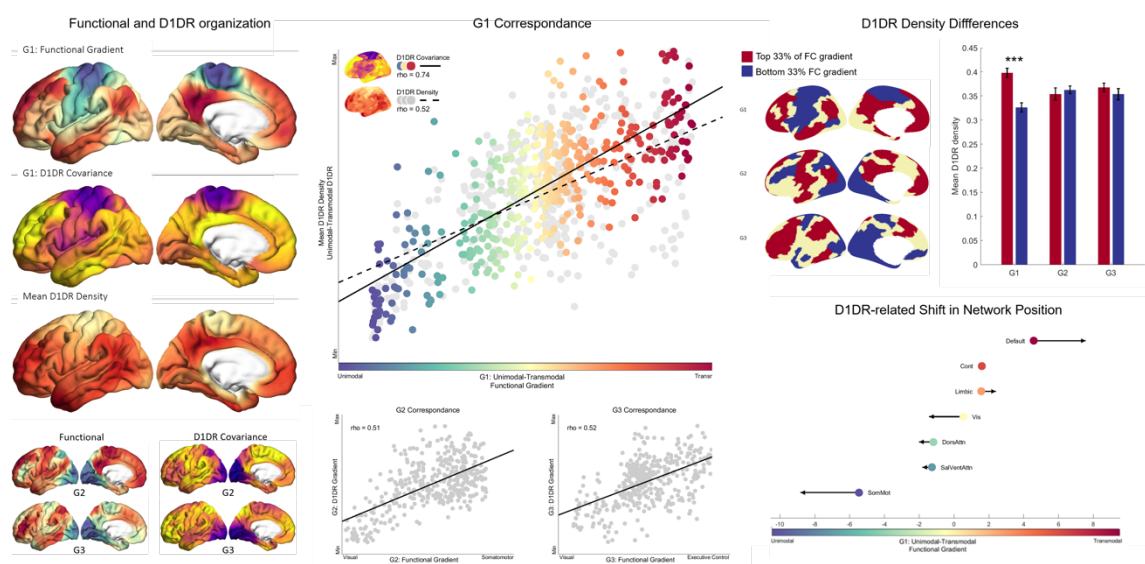 Functional and D1DR organization
G1: Functional Gradient
G1: D1DR Covariance
Mean D1DR Density
Functional
D1DR Covariance
G2
G2
G3
G3
G1 Correspondance
Max
Mean D1DR Density
Unimodal-Transmodal D1DR
Min
D1DR Covariance
rho = 0.74
D1DR Density
rho = 0.52
Unimodal
G1: Unimodal-Transmodal
Functional Gradient
Transr
G2 Correspondance
Max
G2: D1DR Gradient
Min
rho = 0.51
Visual
G2: Functional Gradient
Somatomotor
G3 Correspondance
Max
G3: D1DR Gradient
Min
rho = 0.52
Visual
G3: Functional Gradient
Executive Control
D1DR Density Diffferences
Top 33% of FC gradient
Bottom 33% FC gradient
G1
G2
G3
Mean D1DR density
0.45
0.4
0.35
0.3
0.25
0.2
0.15
0.1
0.05
0
***
G1
G2
G3
D1DR-related Shift in Network Position
Default
Cont
Limbic
Vis
DorsAttn
SalVentAttn
SomMot
-10
-8
-6
-4
-2
0
2
4
6
8
Unimodal
G1: Unimodal-Transmodal
Functional Gradient
Transmodal